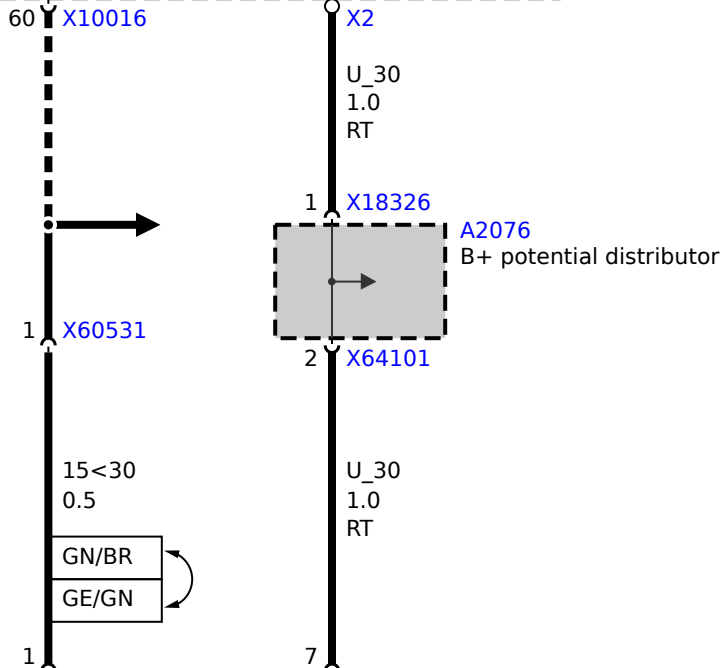 60 X10016
X2
U_30
1.0
RT
1 X18326
A2076
B+ potential distributor
1 X60531
2 X64101
15<30
0.5
U_30
1.0
RT
GN/BR
GE/GN
1
7